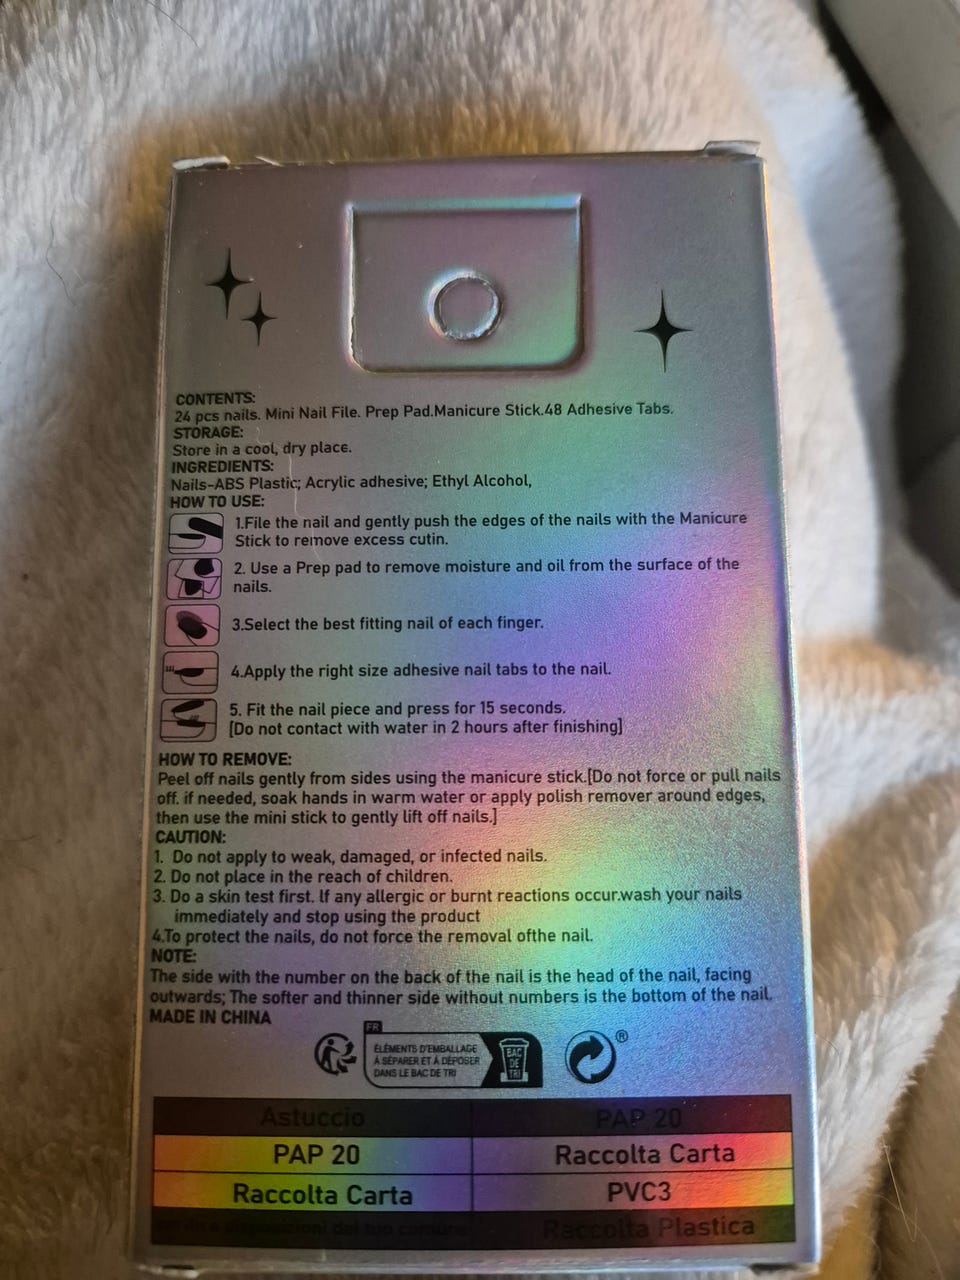 CONTENTS:
24 pcs nails. Mini Nail File. Prep Pad.Manicure Stick.48 Adhesive Tabs.
STORAGE:
Store in a cool, dry place.
INGREDIENTS:
Nails-ABS Plastic; Acrylic adhesive; Ethyl Alcohol,
HOW TO USE:
1.File the nail and gently push the edges of the nails with the Manicure
Stick to remove excess cutin.
2. Use a Prep pad to remove moisture and oil from the surface of the
nails.
3.Select the best fitting nail of each finger.
4.Apply the right size adhesive nail tabs to the nail.
5. Fit the nail piece and press for 15 seconds.
[Do not contact with water in 2 hours after finishing]
HOW TO REMOVE:
Peel off nails gently from sides using the manicure stick.[Do not force or pull nails
off. if needed, soak hands in warm water or apply polish remover around edges,
then use the mini stick to gently lift off nails.]
CAUTION:
1. Do not apply to weak, damaged, or infected nails.
2. Do not place in the reach of children.
3. Do a skin test first. If any allergic or burnt reactions occur.wash your nails
immediately and stop using the product
4.To protect the nails, do not force the removal ofthe nail.
NOTE:
The side with the number on the back of the nail is the head of the nail, facing
outwards; The softer and thinner side without numbers is the bottom of the nail.
MADE IN CHINA
FR
ÉLÉMENTS D'EMBALLAGE
À SÉPARER ET À DÉPOSER
DANS LE BAC DE TRI
BAC
DE
TRI
®
Astuccio PAP 20
PAP 20 Raccolta Carta
Raccolta Carta PVC3
disposizioni del tuo comune Raccolta Plastica